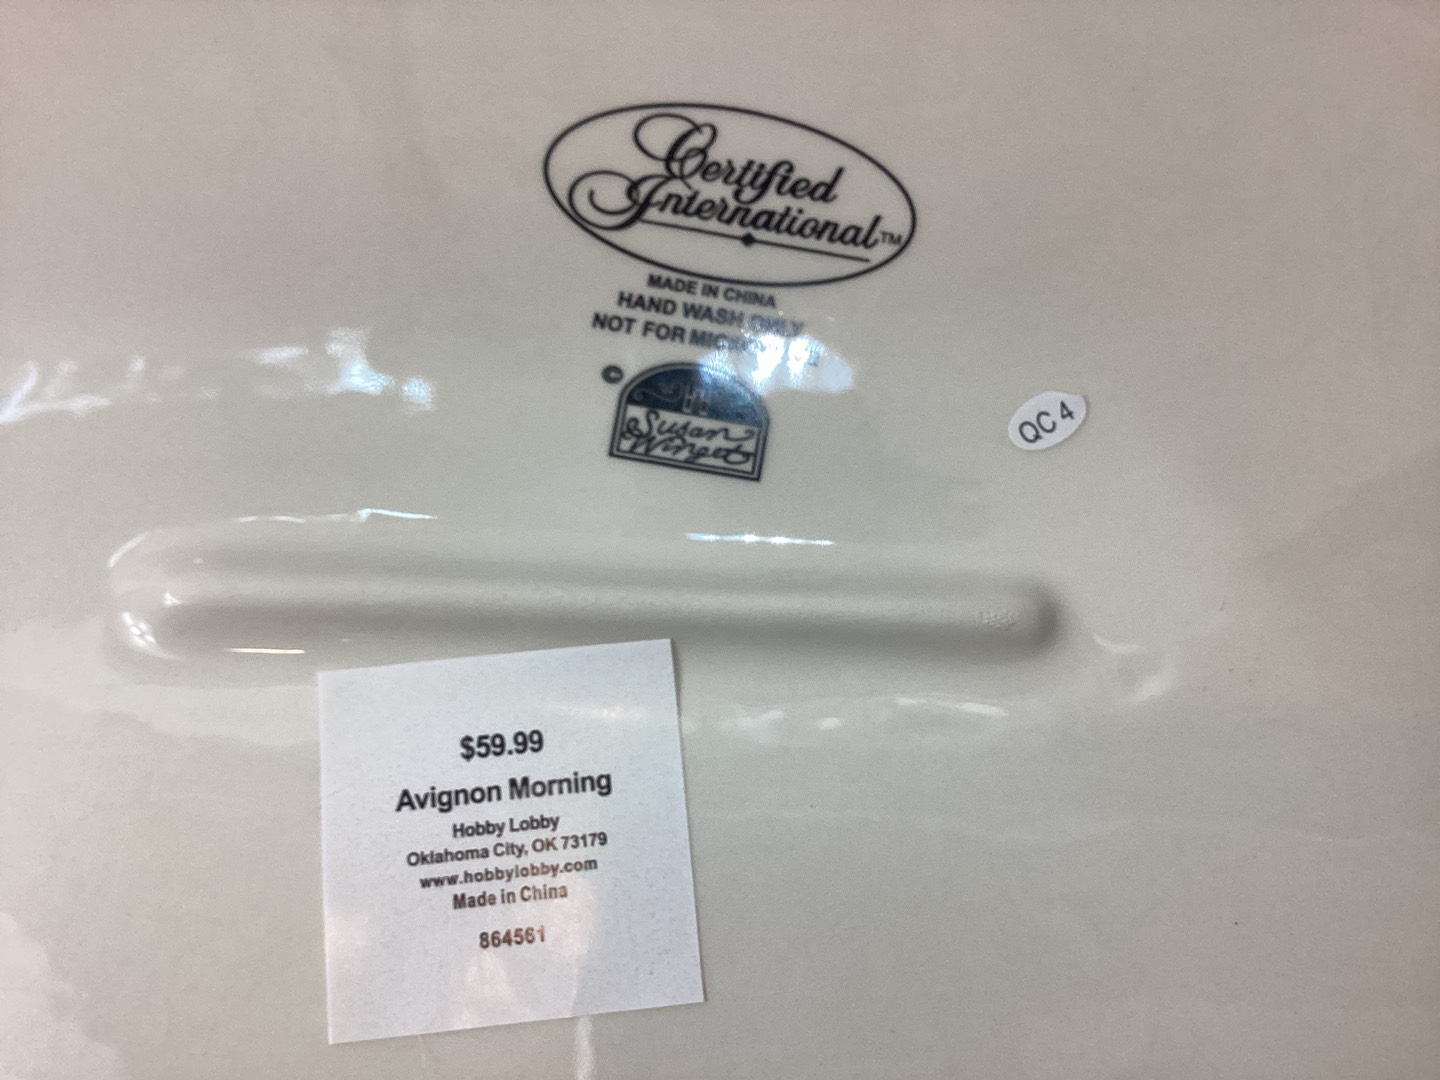 Certified
International™
MADE IN CHINA
HAND WASH ONLY
NOT FOR
©
Susan
Winget
QC 4
$59.99
Avignon Morning
Hobby Lobby
Oklahoma City, OK 73179
www.hobbylobby.com
Made in China
864561